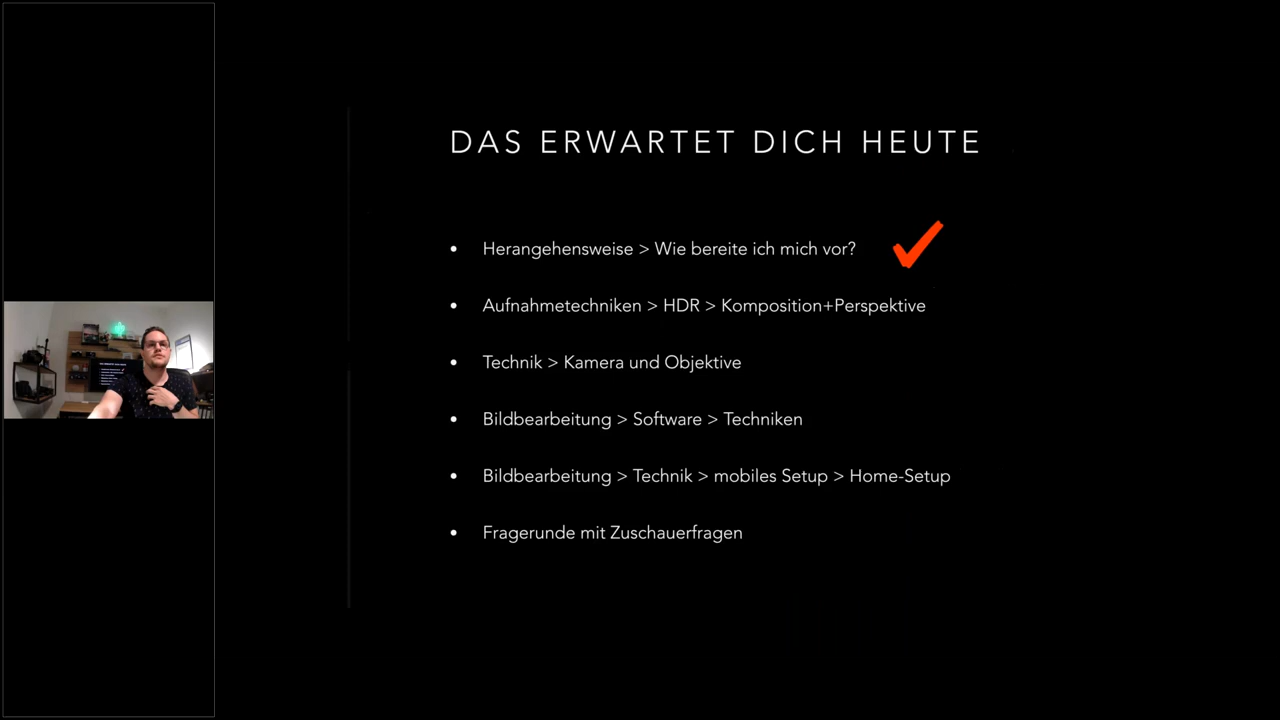 DAS ERWARTET DICH HEUTE
• Herangehensweise > Wie bereite ich mich vor?
• Aufnahmetechniken > HDR > Komposition+Perspektive
• Technik > Kamera und Objektive
• Bildbearbeitung > Software > Techniken
• Bildbearbeitung > Technik > mobiles Setup > Home-Setup
• Fragerunde mit Zuschauerfragen